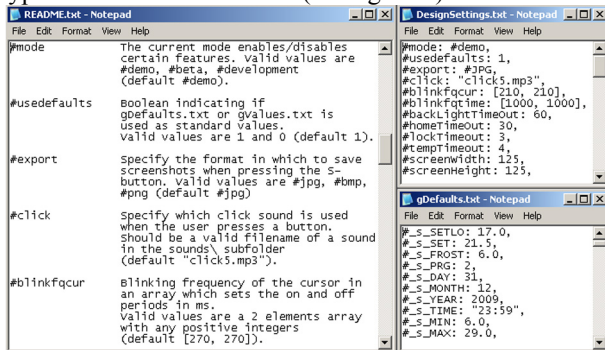 README.txt - Notepad
File Edit Format View Help
#mode The current mode enables/disables
certain features. Valid values are
#demo, #beta, #development
(default #demo).
#usedefaults Boolean indicating if
gDefaults.txt or gValues.txt is
used as standard values.
Valid values are 1 and 0 (default 1).
#export Specify the format in which to save
screenshots when pressing the S-
button. Valid values are #jpg, #bmp,
#png (default #jpg)
#click Specify which click sound is used
when the user presses a button.
Should be a valid filename of a sound
in the sounds\ subfolder
(default "click5.mp3").
#blinkfqcur Blinking frequency of the cursor in
an array which sets the on and off
periods in ms.
Valid values are a 2 elements array
with any positive integers
(default [270, 270]).
DesignSettings.txt - Notepad
File Edit Format View Help
#mode: #demo,
#usedefaults: 1,
#export: #JPG,
#click: "click5.mp3",
#blinkfqcur: [210, 210],
#blinkfqtime: [1000, 1000],
#backLightTimeOut: 60,
#homeTimeOut: 30,
#lockTimeout: 3,
#tempTimeout: 4,
#screenWidth: 125,
#screenHeight: 125,
gDefaults.txt - Notepad
File Edit Format View Help
#_s_SETLO: 17.0,
#_s_SET: 21.5,
#_s_FROST: 6.0,
#_s_PRG: 2,
#_s_DAY: 31,
#_s_MONTH: 12,
#_s_YEAR: 2009,
#_s_TIME: "23:59",
#_s_MIN: 6.0,
#_s_MAX: 29.0,